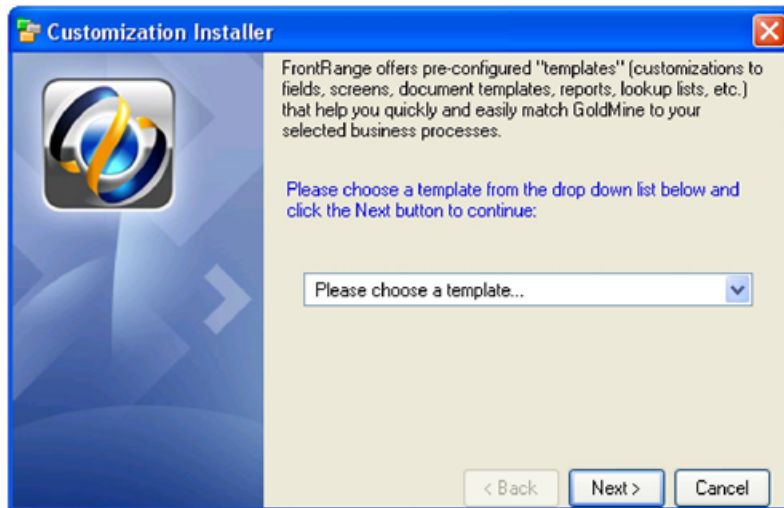 Customization Installer
FrontRange offers pre-configured "templates" (customizations to
fields, screens, document templates, reports, lookup lists, etc.)
that help you quickly and easily match GoldMine to your
selected business processes.
Please choose a template from the drop down list below and
click the Next button to continue:
Please choose a template...
< Back
Next >
Cancel